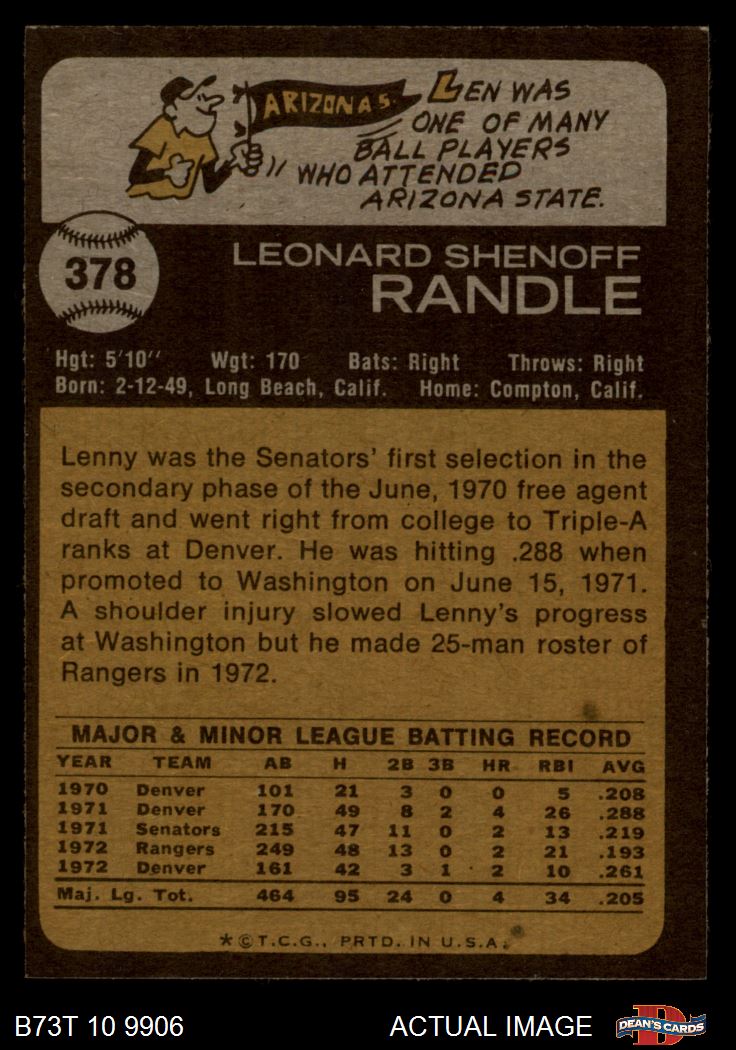 ARIZONA S.
LEN WAS
ONE OF MANY
BALL PLAYERS
WHO ATTENDED
ARIZONA STATE.
378
LEONARD SHENOFF
RANDLE
Hgt: 5'10" Wgt: 170 Bats: Right Throws: Right
Born: 2-12-49, Long Beach, Calif. Home: Compton, Calif.
Lenny was the Senators' first selection in the
secondary phase of the June, 1970 free agent
draft and went right from college to Triple-A
ranks at Denver. He was hitting .288 when
promoted to Washington on June 15, 1971.
A shoulder injury slowed Lenny's progress
at Washington but he made 25-man roster of
Rangers in 1972.
MAJOR & MINOR LEAGUE BATTING RECORD
YEAR TEAM AB H 2B 3B HR RBI AVG
1970 Denver 101 21 3 0 0 5 .208
1971 Denver 170 49 8 2 4 26 .288
1971 Senators 215 47 11 0 2 13 .219
1972 Rangers 249 48 13 0 2 21 .193
1972 Denver 161 42 3 1 2 10 .261
Maj. Lg. Tot. 464 95 24 0 4 34 .205
*© T.C.G., PRTD. IN U.S.A.
B73T 10 9906 ACTUAL IMAGE
DEAN'S CARDS